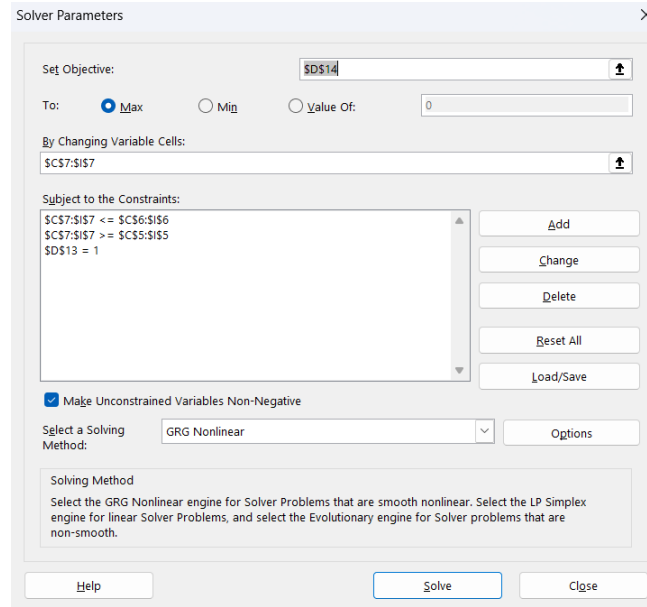 Solver Parameters
Set Objective:
$D$14
To:
Max
Min
Value Of:
0
By Changing Variable Cells:
$C$7:$I$7
Subject to the Constraints:
$C$7:$I$7 <= $C$6:$I$6
$C$7:$I$7 >= $C$5:$I$5
$D$13 = 1
Add
Change
Delete
Reset All
Load/Save
Make Unconstrained Variables Non-Negative
Select a Solving
Method:
GRG Nonlinear
Options
Solving Method
Select the GRG Nonlinear engine for Solver Problems that are smooth nonlinear. Select the LP Simplex
engine for linear Solver Problems, and select the Evolutionary engine for Solver problems that are
non-smooth.
Help
Solve
Close